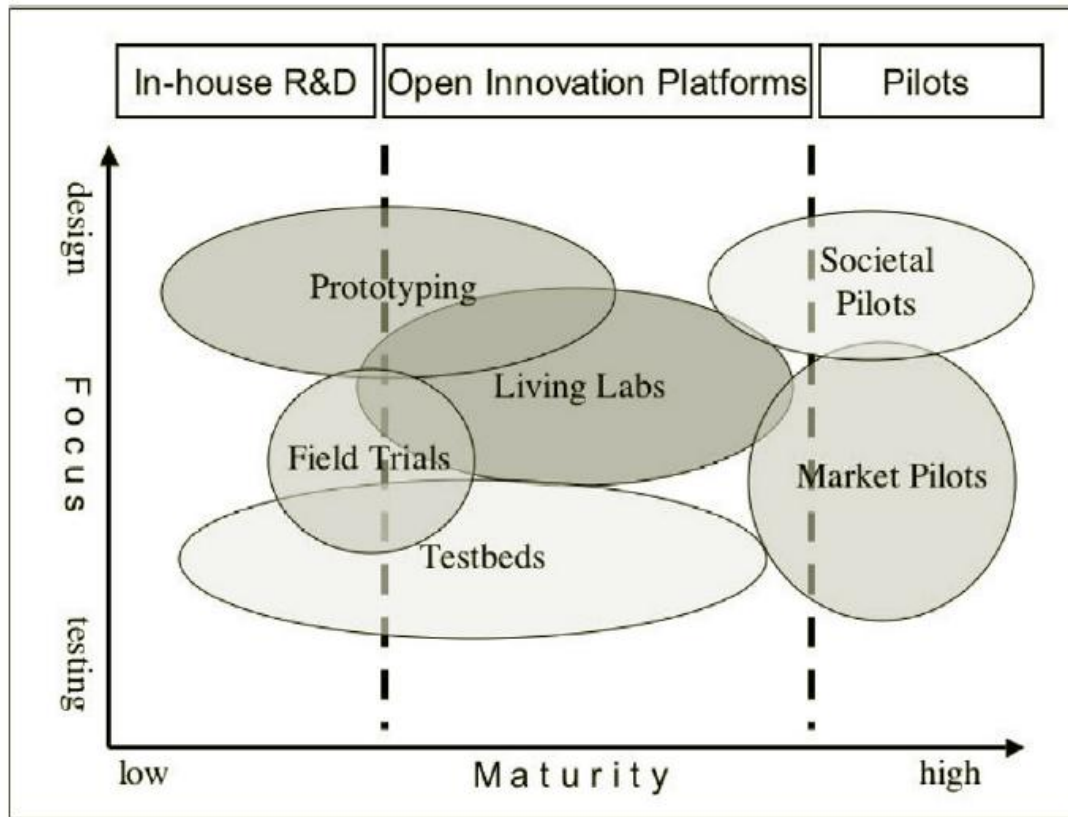 In-house R&D
Open Innovation Platforms
Pilots
design
Focus
testing
Prototyping
Societal
Pilots
Living Labs
Field Trials
Market Pilots
Testbeds
low
Maturity
high